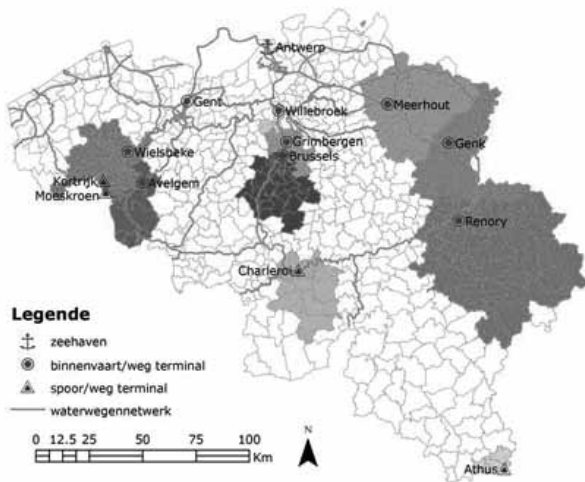 Antwerp
Gent
Willebroek
Meerhout
Grimbergen
Genk
Wielsbeke
Brussels
Kortrijk
Avelgem
Moeskroen
Renory
Charleroi
Legende
zeehaven
binnenvaart/weg terminal
spoor/weg terminal
waterwegennetwerk
N
0 12.5 25 50 75 100
Km
Athus